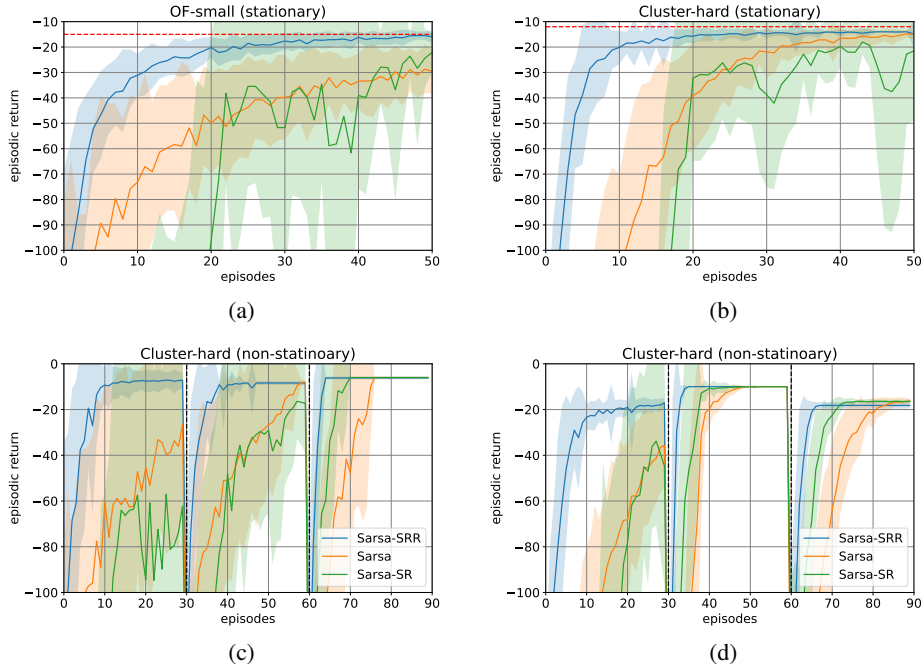 OF-small (stationary)
−10
−20
−30
−40
−50
−60
−70
−80
−90
−100
episodic return
0 10 20 30 40 50
episodes
(a)
Cluster-hard (stationary)
−10
−20
−30
−40
−50
−60
−70
−80
−90
−100
episodic return
0 10 20 30 40 50
episodes
(b)
Cluster-hard (non-statinoary)
0
−20
−40
−60
−80
−100
episodic return
Sarsa-SRR
Sarsa
Sarsa-SR
0 10 20 30 40 50 60 70 80 90
episodes
(c)
Cluster-hard (non-statinoary)
0
−20
−40
−60
−80
−100
episodic return
Sarsa-SRR
Sarsa
Sarsa-SR
0 10 20 30 40 50 60 70 80 90
episodes
(d)